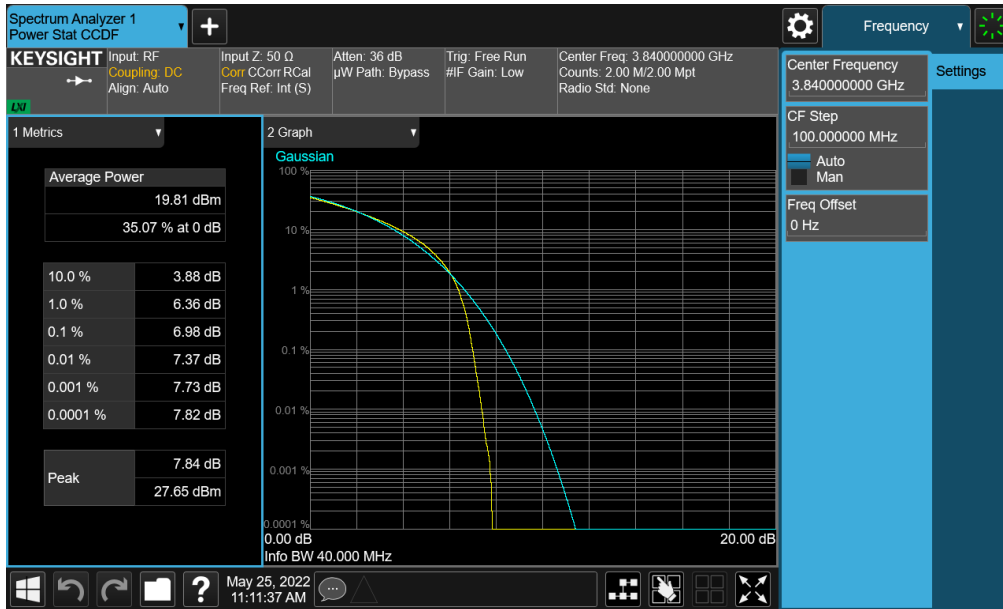 Spectrum Analyzer 1
Power Stat CCDF
Frequency
KEYSIGHT
Input: RF
Coupling: DC
Align: Auto
LXI
Input Z: 50 Ω
Corr CCorr RCal
Freq Ref: Int (S)
Atten: 36 dB
µW Path: Bypass
Trig: Free Run
#IF Gain: Low
Center Freq: 3.840000000 GHz
Counts: 2.00 M/2.00 Mpt
Radio Std: None
Center Frequency
3.840000000 GHz
Settings
CF Step
100.000000 MHz
Auto
Man
Freq Offset
0 Hz
1 Metrics
Average Power
19.81 dBm
35.07 % at 0 dB
10.0 % 3.88 dB
1.0 % 6.36 dB
0.1 % 6.98 dB
0.01 % 7.37 dB
0.001 % 7.73 dB
0.0001 % 7.82 dB
Peak 7.84 dB
27.65 dBm
2 Graph
Gaussian
100 %
10 %
1 %
0.1 %
0.01 %
0.001 %
0.0001 %
0.00 dB 20.00 dB
Info BW 40.000 MHz
?
May 25, 2022
11:11:37 AM